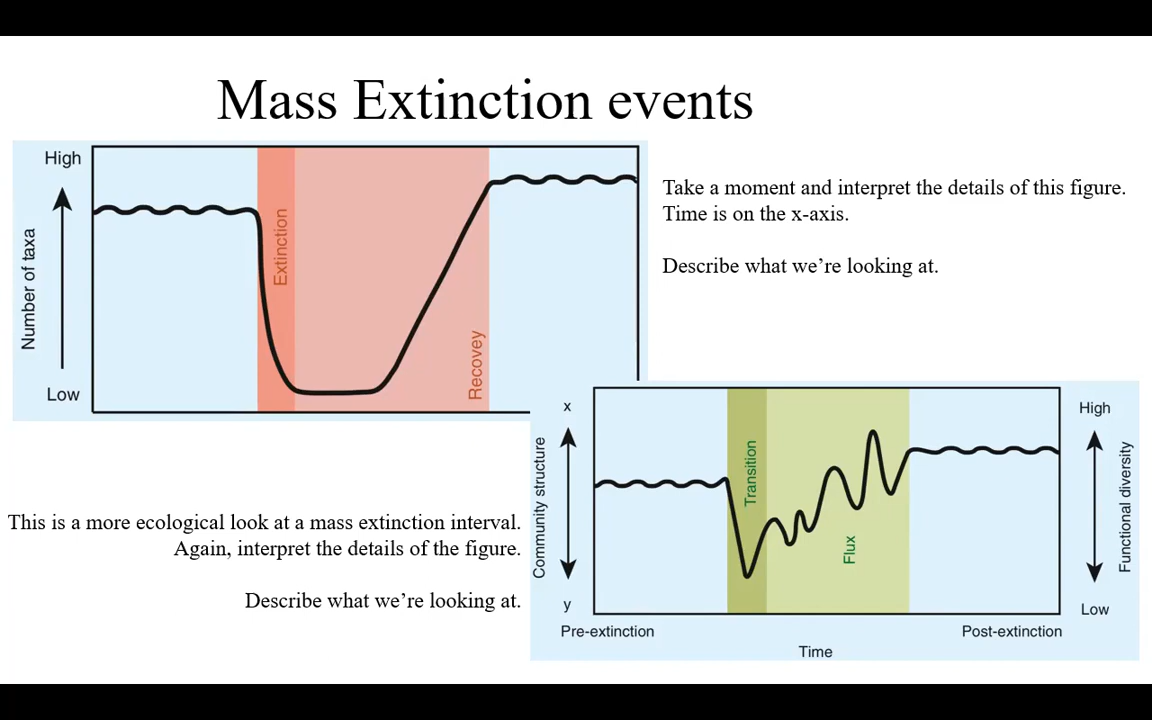 Mass Extinction events
High
Number of taxa
Low
Extinction
Recovey
Take a moment and interpret the details of this figure.
Time is on the x-axis.
Describe what we’re looking at.
This is a more ecological look at a mass extinction interval.
Again, interpret the details of the figure.
Describe what we’re looking at.
x
Community structure
y
Transition
Flux
High
Functional diversity
Low
Pre-extinction
Post-extinction
Time